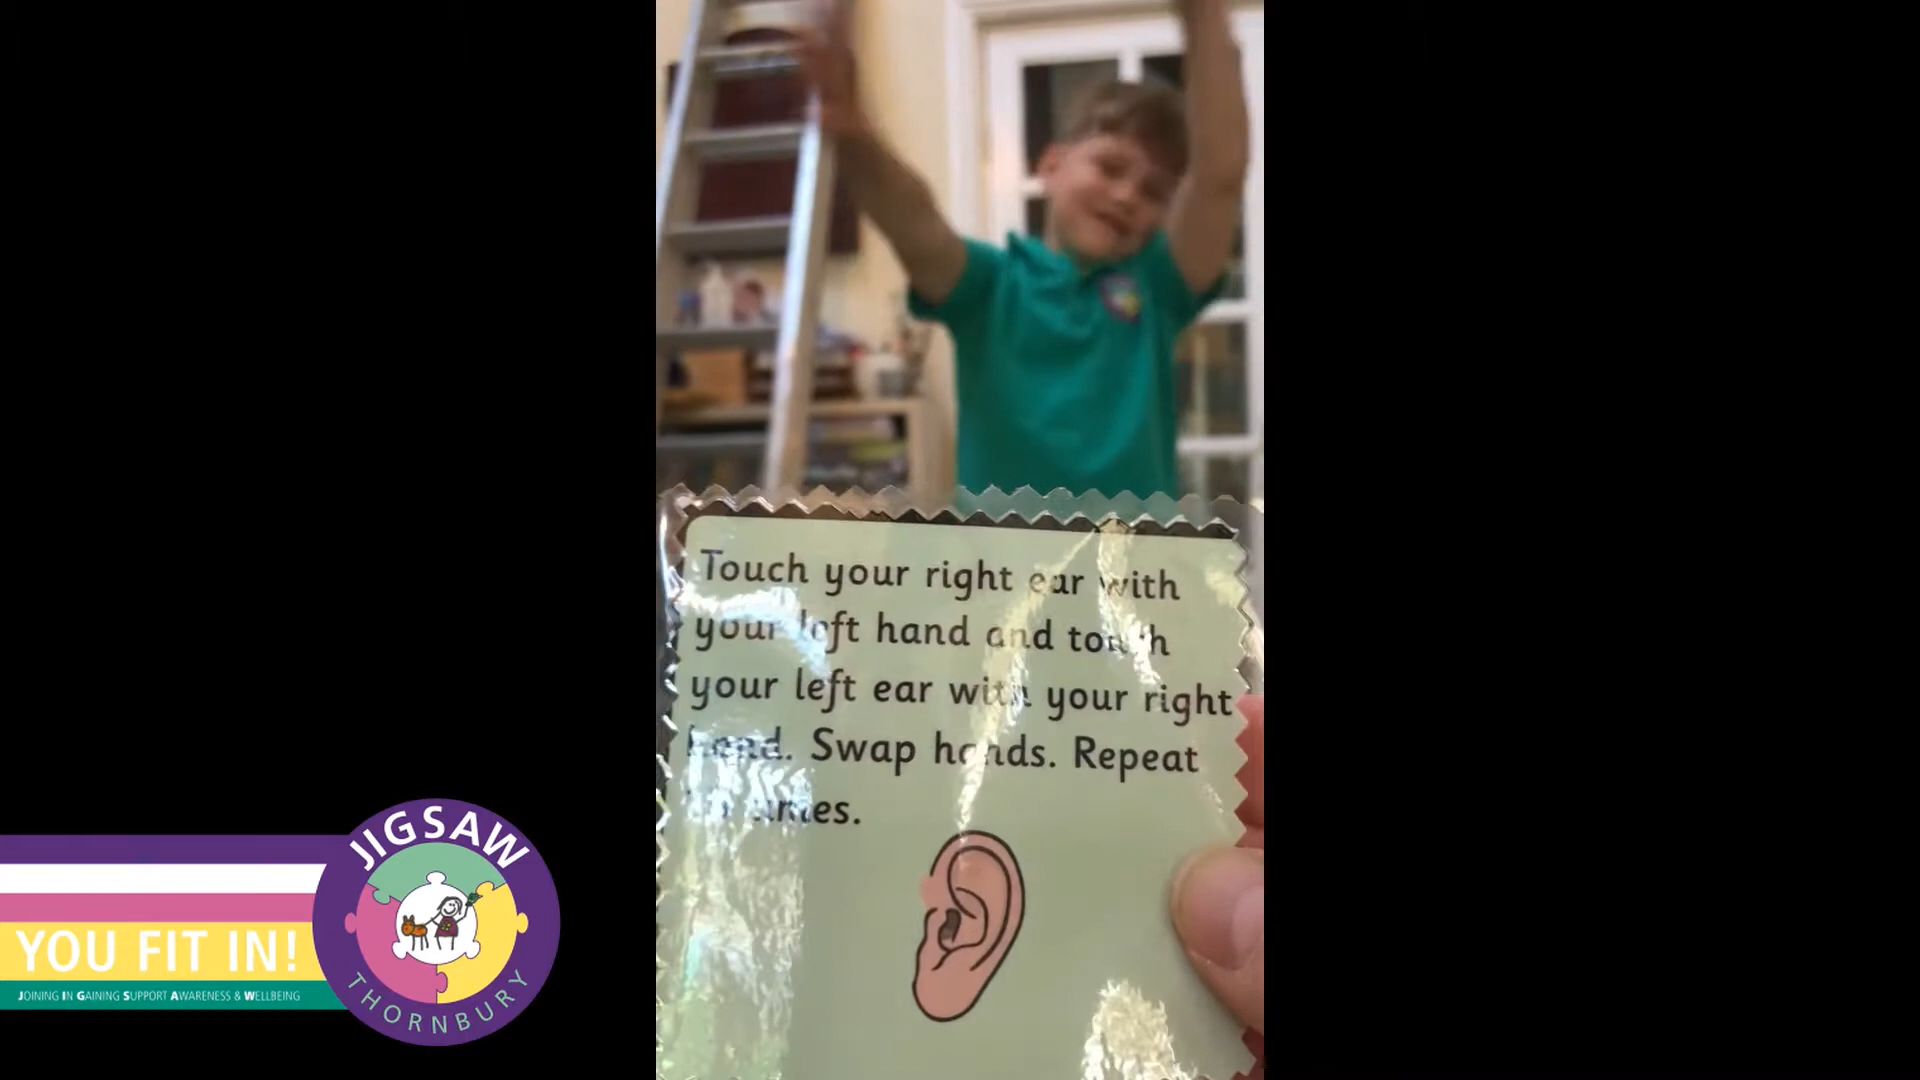 Touch your right ear with
your left hand and touch
your left ear with your right
hand. Swap hands. Repeat
times.
JIGSAW
THORNBURY
YOU FIT IN!
JOINING IN GAINING SUPPORT AWARENESS & WELLBEING